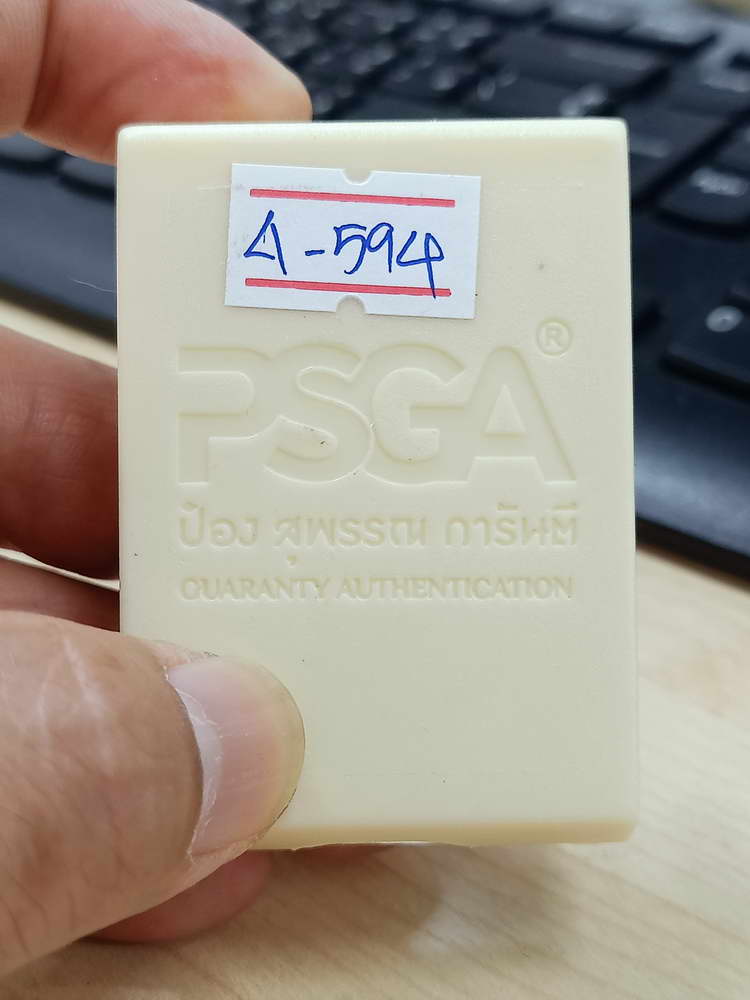 A-594
PSGA®
ป๋อง สุพรรณ การันตี
GUARANTY AUTHENTICATION